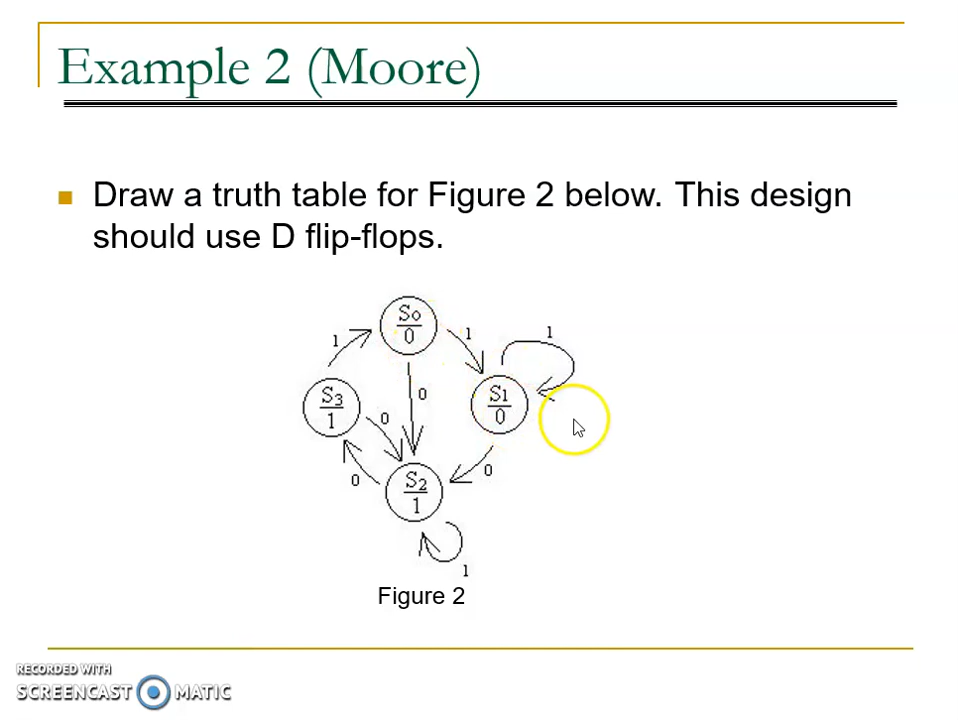 Example 2 (Moore)
Draw a truth table for Figure 2 below. This design
should use D flip-flops.
S0
0
1
1
1
S3
1
0
0
S1
0
0
0
S2
1
1
Figure 2
RECORDED WITH
SCREENCAST MATIC